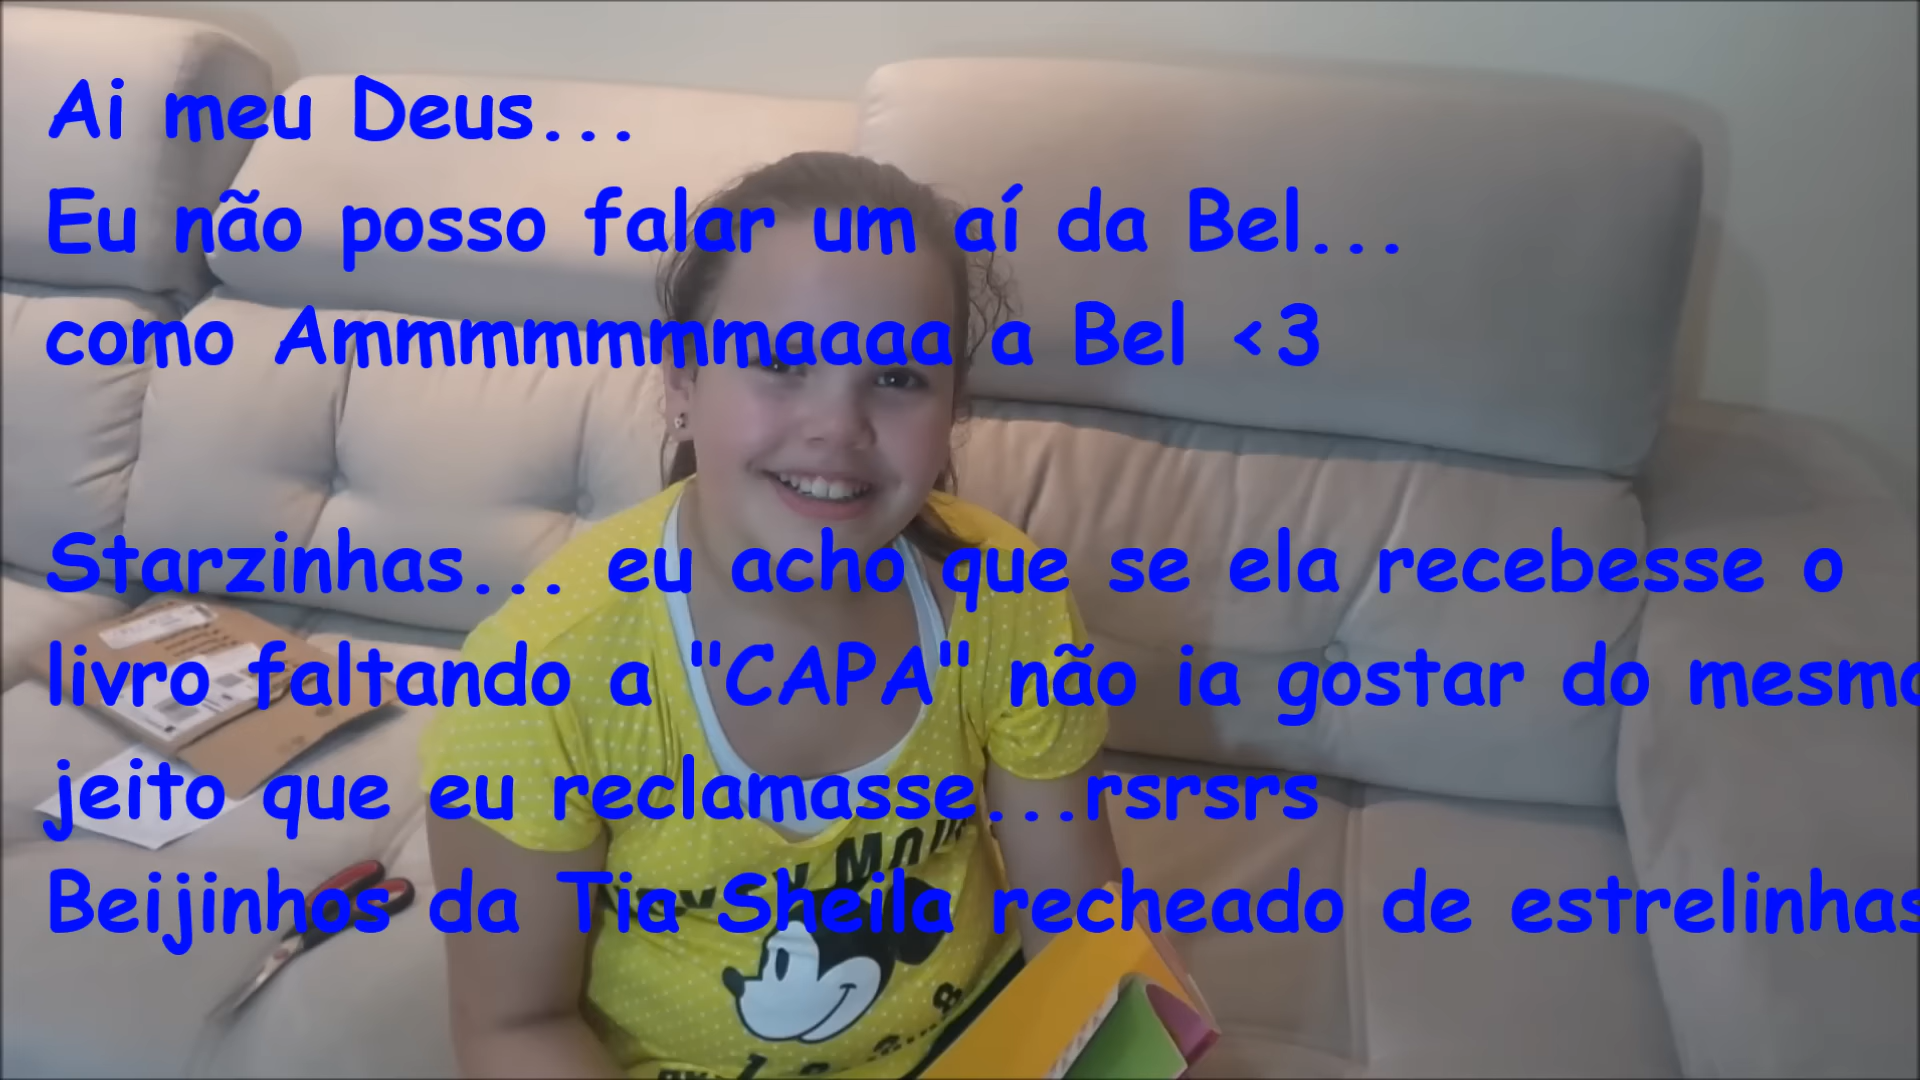 Ai meu Deus...
Eu não posso falar um aí da Bel...
como Ammmmmmmaaaa a Bel <3
Starzinhas... eu acho que se ela recebesse o
livro faltando a "CAPA" não ia gostar do mesmo
jeito que eu reclamasse...rsrsrs
Beijinhos da Tia Sheila recheado de estrelinhas